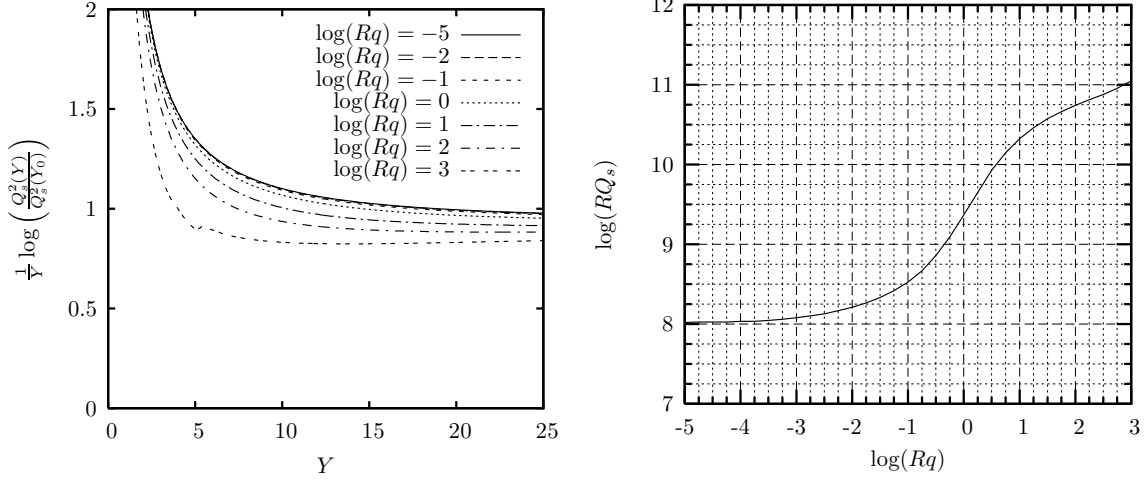 2
1.5
1
0.5
0
0 5 10 15 20 25
Y
1/Y log(Q_s^2(Y)/Q_s^2(Y_0))
log(Rq) = −5
log(Rq) = −2
log(Rq) = −1
log(Rq) = 0
log(Rq) = 1
log(Rq) = 2
log(Rq) = 3
12
11
10
9
8
7
-5 -4 -3 -2 -1 0 1 2 3
log(Rq)
log(RQ_s)